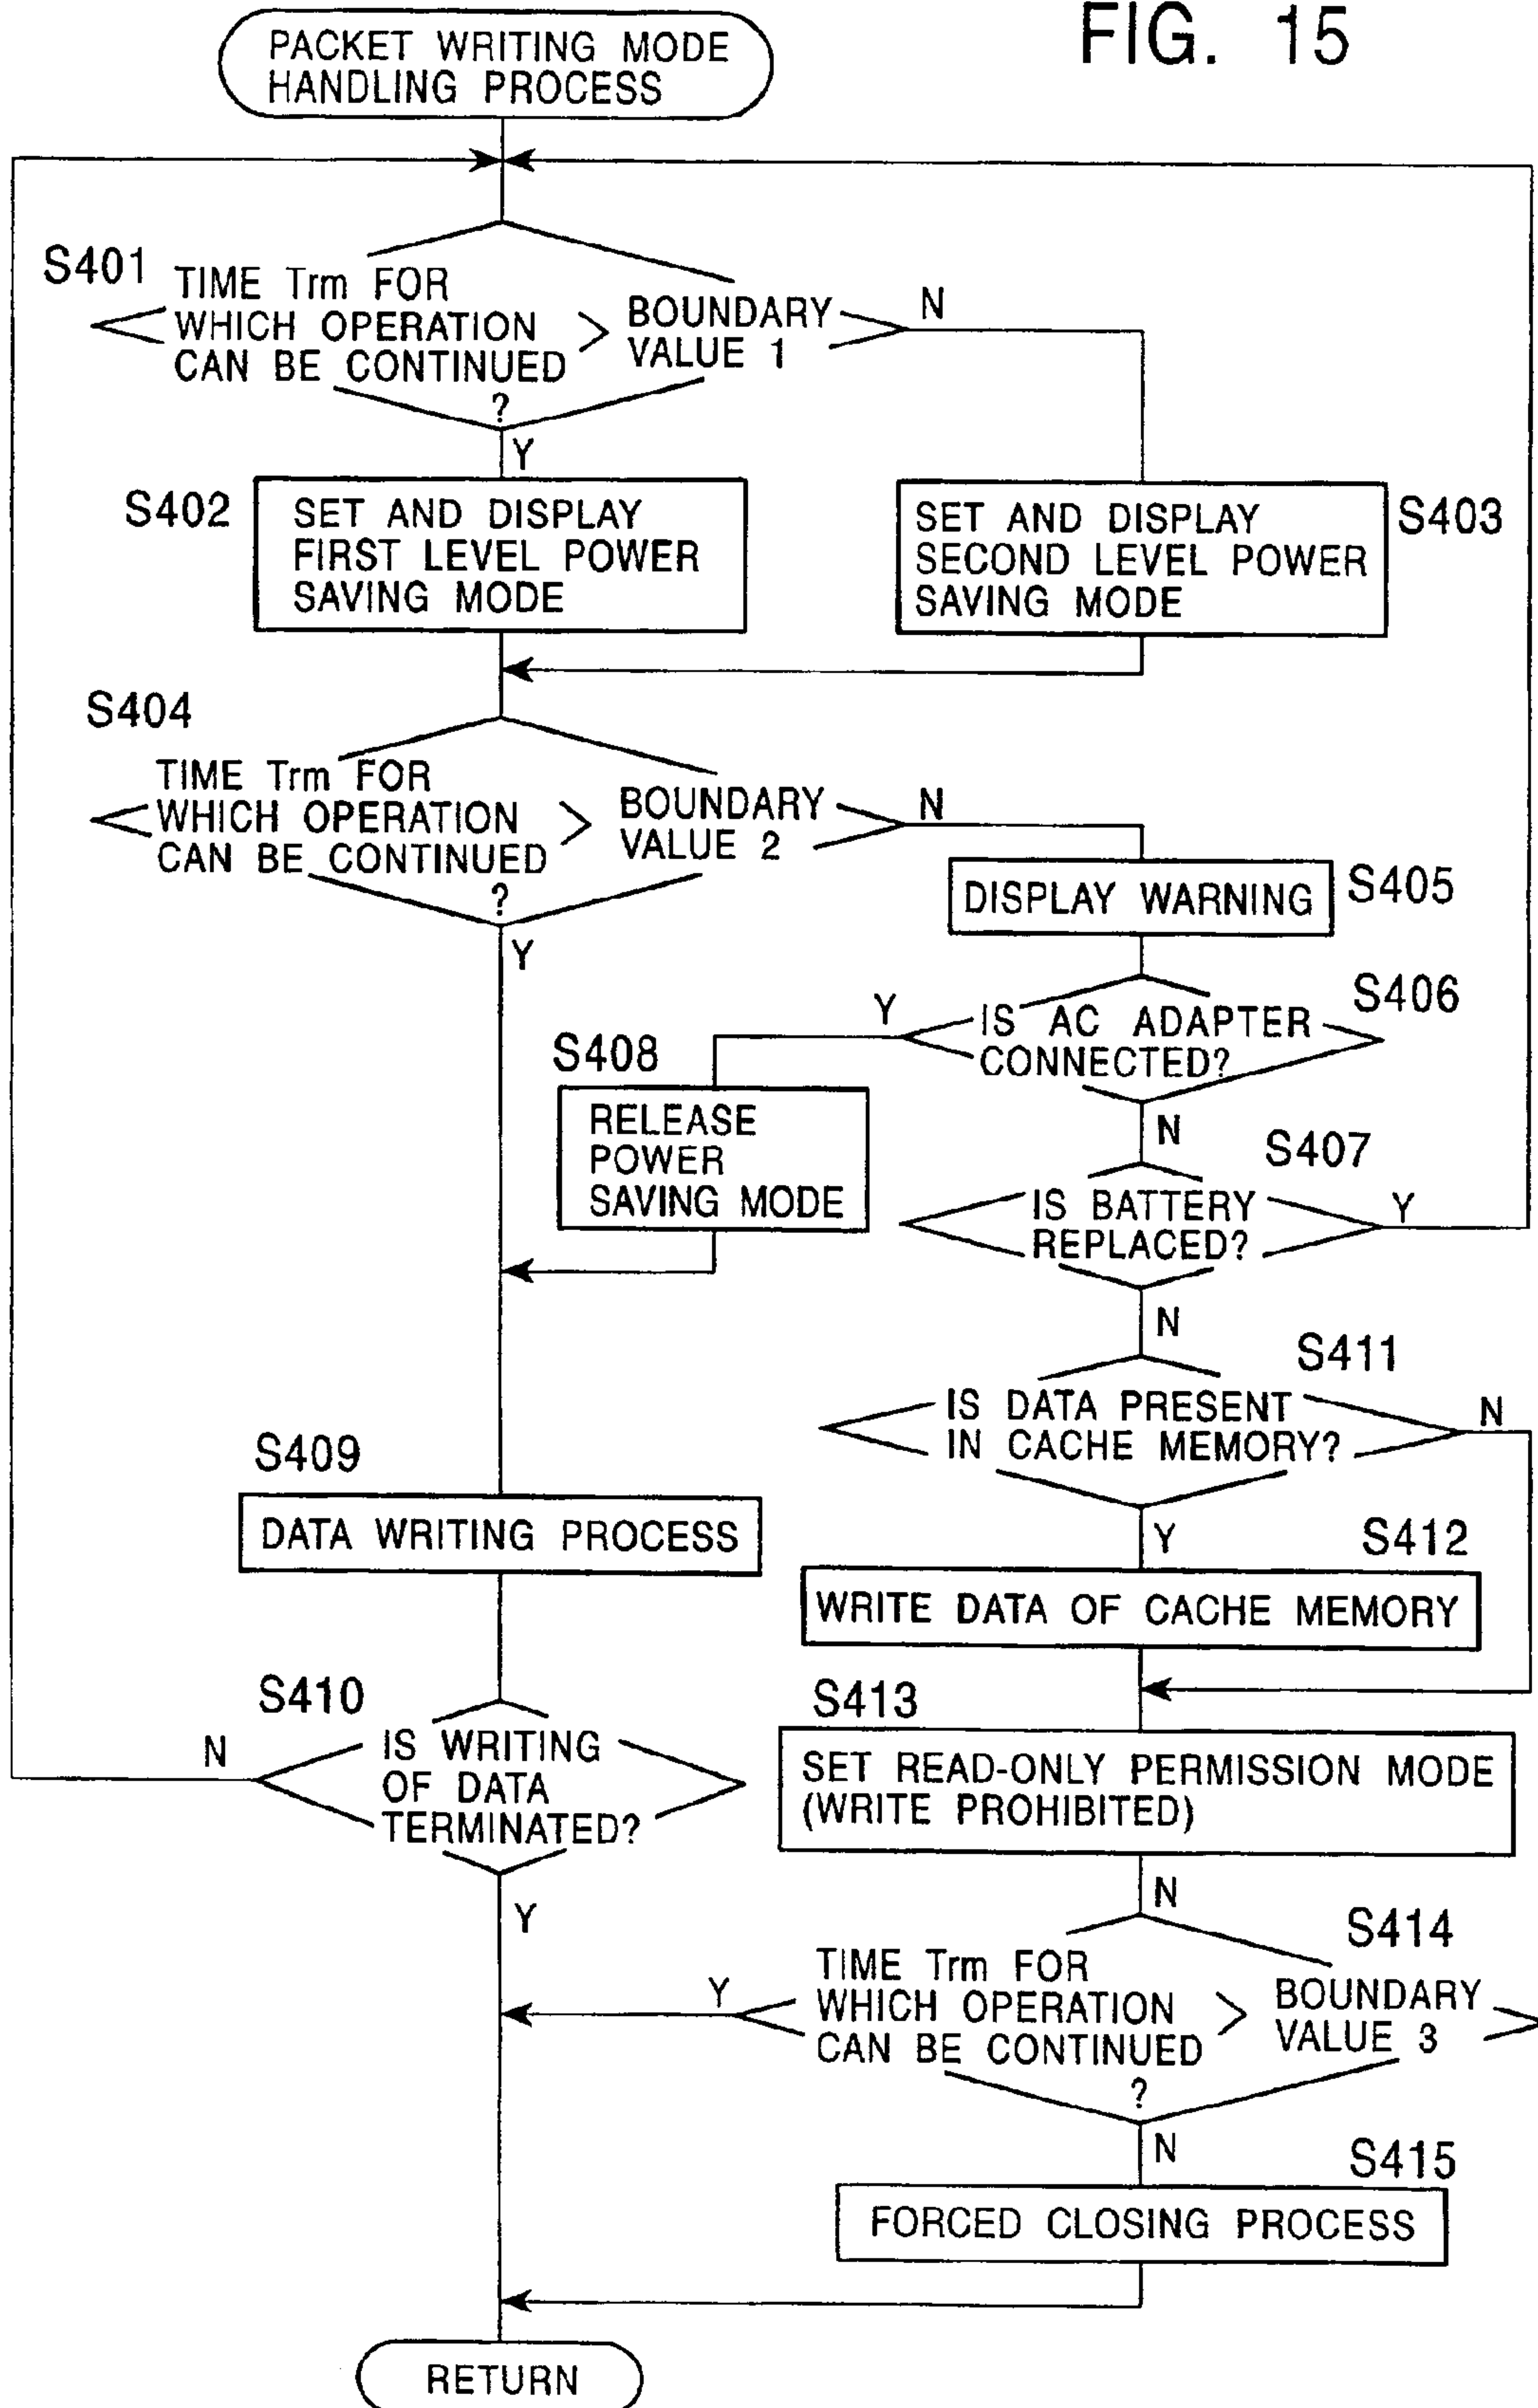 FIG. 15
PACKET WRITING MODE
HANDLING PROCESS
S401
TIME Trm FOR
WHICH OPERATION
CAN BE CONTINUED
>
BOUNDARY
VALUE 1
?
N
Y
S402
SET AND DISPLAY
FIRST LEVEL POWER
SAVING MODE
S403
SET AND DISPLAY
SECOND LEVEL POWER
SAVING MODE
S404
TIME Trm FOR
WHICH OPERATION
CAN BE CONTINUED
>
BOUNDARY
VALUE 2
?
N
Y
DISPLAY WARNING
S405
S406
IS AC ADAPTER
CONNECTED?
Y
N
S408
RELEASE
POWER
SAVING MODE
S407
IS BATTERY
REPLACED?
Y
N
S411
IS DATA PRESENT
IN CACHE MEMORY?
N
Y
S409
DATA WRITING PROCESS
S412
WRITE DATA OF CACHE MEMORY
S410
IS WRITING
OF DATA
TERMINATED?
N
Y
S413
SET READ-ONLY PERMISSION MODE
(WRITE PROHIBITED)
N
S414
TIME Trm FOR
WHICH OPERATION
CAN BE CONTINUED
>
BOUNDARY
VALUE 3
?
Y
N
S415
FORCED CLOSING PROCESS
RETURN